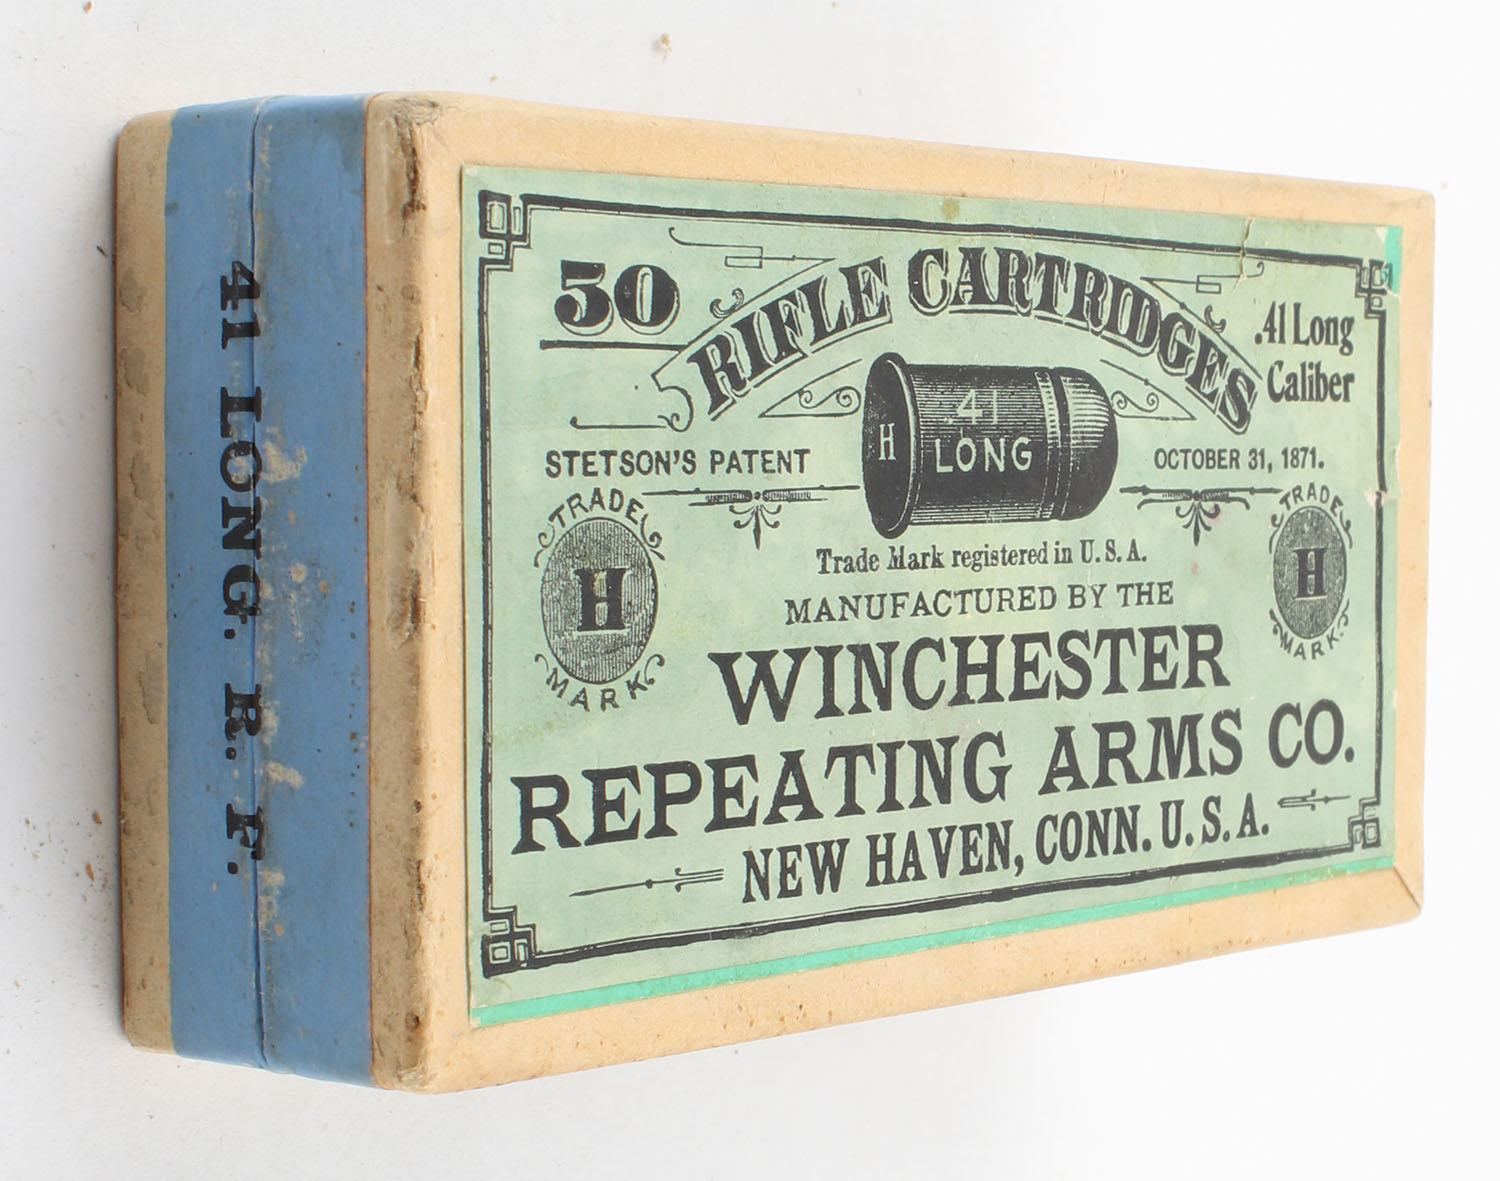 50
RIFLE CARTRIDGES
.41 Long
Caliber
STETSON'S PATENT
OCTOBER 31, 1871.
H
41
LONG
TRADE
H
MARK.
TRADE
H
MARK.
Trade Mark registered in U.S.A.
MANUFACTURED BY THE
WINCHESTER
REPEATING ARMS CO.
NEW HAVEN, CONN. U.S.A.
41 LONG. R. F.